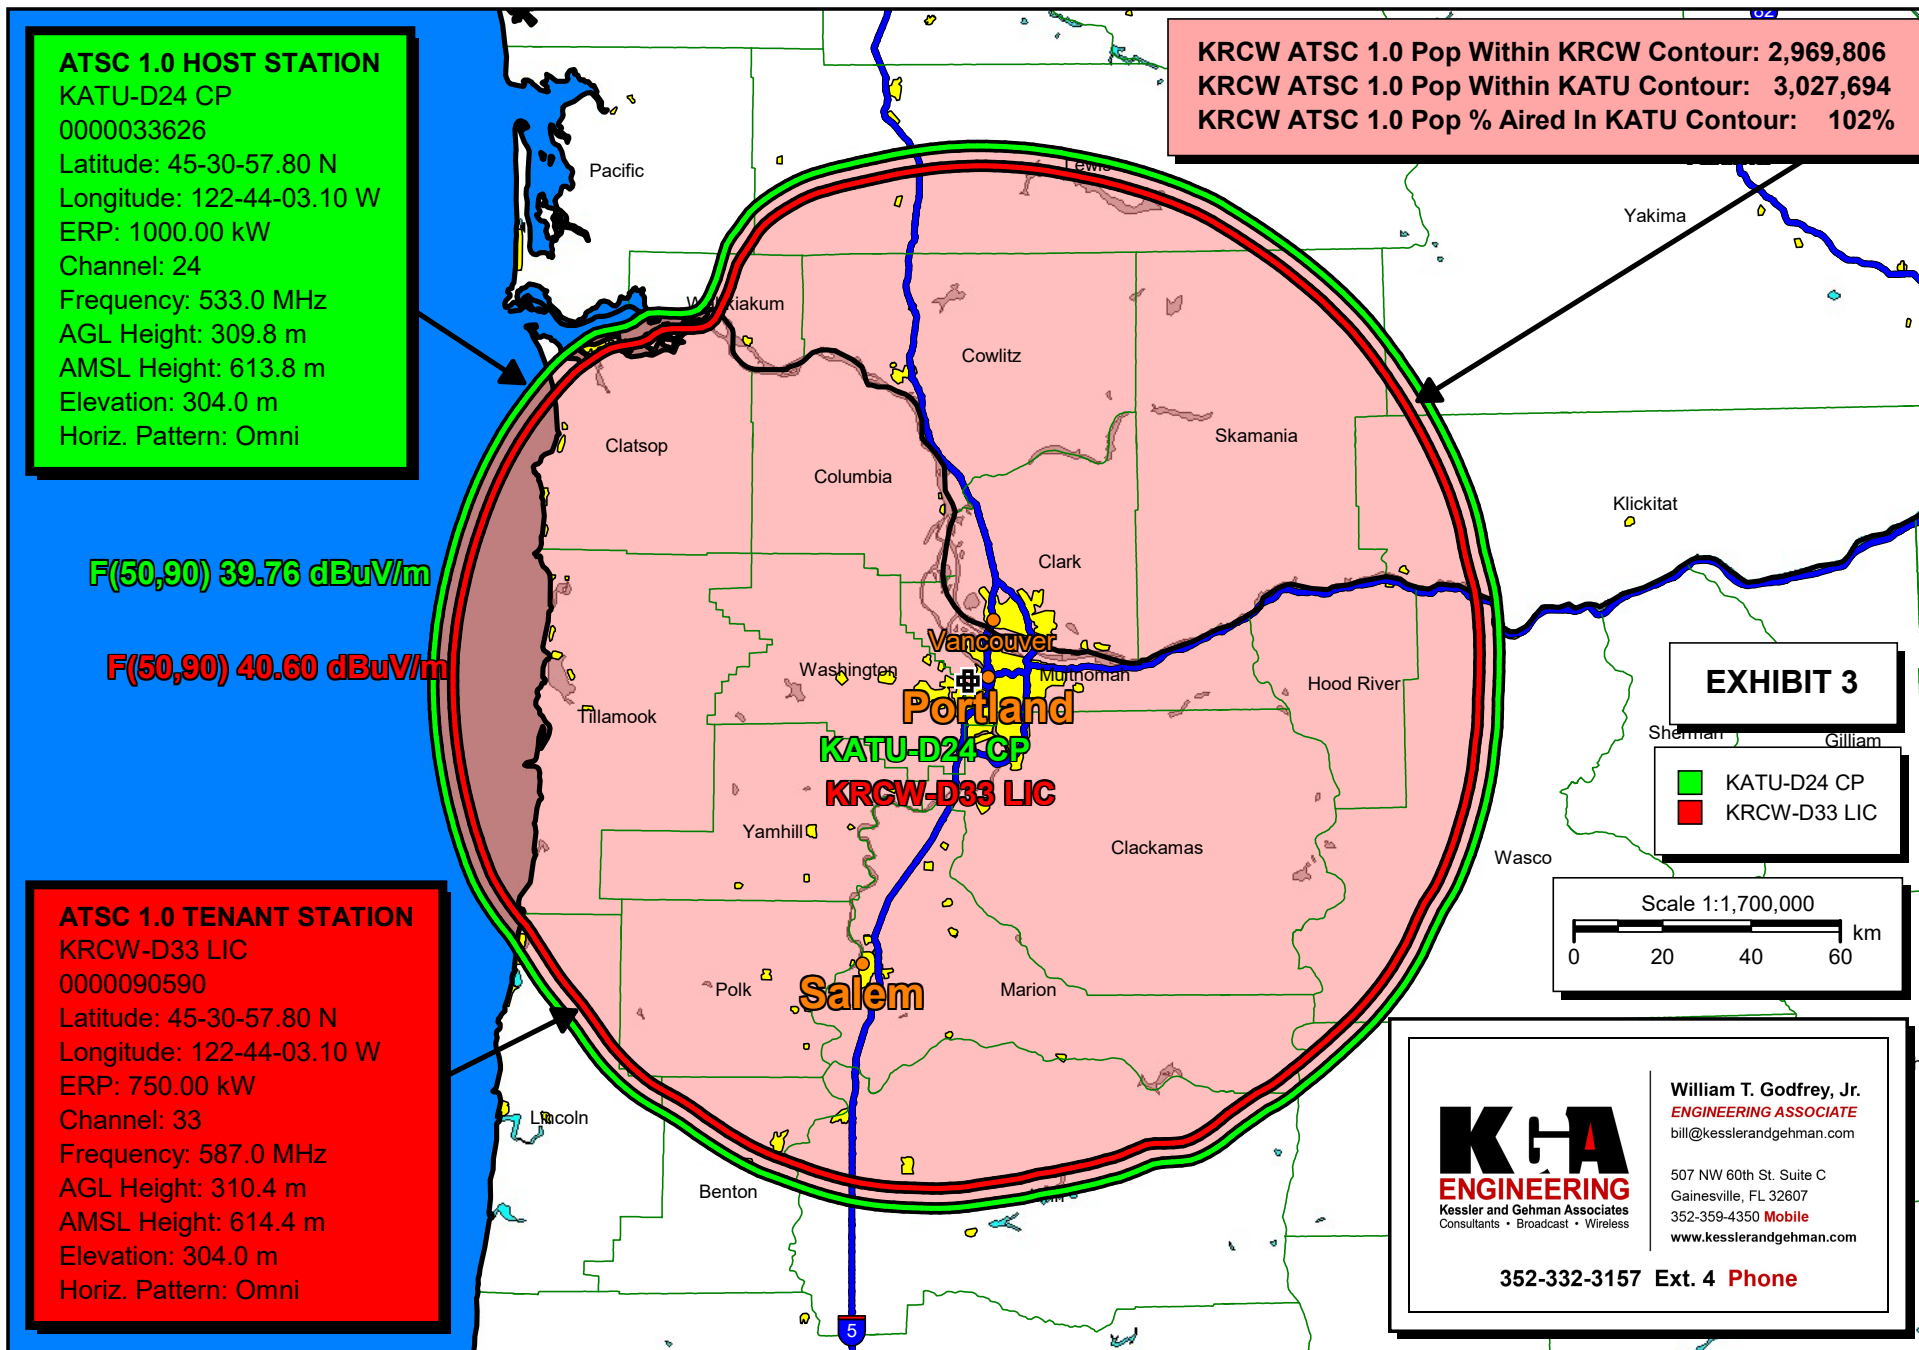 ATSC 1.0 HOST STATION
KATU-D24 CP
0000033626
Latitude: 45-30-57.80 N
Longitude: 122-44-03.10 W
ERP: 1000.00 kW
Channel: 24
Frequency: 533.0 MHz
AGL Height: 309.8 m
AMSL Height: 613.8 m
Elevation: 304.0 m
Horiz. Pattern: Omni
82
KRCW ATSC 1.0 Pop Within KRCW Contour: 2,969,806
KRCW ATSC 1.0 Pop Within KATU Contour: 3,027,694
KRCW ATSC 1.0 Pop % Aired In KATU Contour: 102%
Pacific
Lewis
Yakima
Cowlitz
Clatsop
Columbia
Skamania
Klickitat
F(50,90) 39.76 dBuV/m
Clark
Vancouver
F(50,90) 40.60 dBuV/m
Washington
Multnomah
Hood River
Portland
Tillamook
KATU-D24 CP
KRCW-D33 LIC
Yamhill
Clackamas
Wasco
Sherman
Gilliam
EXHIBIT 3
KATU-D24 CP
KRCW-D33 LIC
Scale 1:1,700,000
km
0 20 40 60
Polk
Salem
Marion
Lincoln
Benton
5
ATSC 1.0 TENANT STATION
KRCW-D33 LIC
0000090590
Latitude: 45-30-57.80 N
Longitude: 122-44-03.10 W
ERP: 750.00 kW
Channel: 33
Frequency: 587.0 MHz
AGL Height: 310.4 m
AMSL Height: 614.4 m
Elevation: 304.0 m
Horiz. Pattern: Omni
KGA
ENGINEERING
Kessler and Gehman Associates
Consultants • Broadcast • Wireless
William T. Godfrey, Jr.
ENGINEERING ASSOCIATE
bill@kesslerandgehman.com
507 NW 60th St. Suite C
Gainesville, FL 32607
352-359-4350 Mobile
www.kesslerandgehman.com
352-332-3157 Ext. 4 Phone